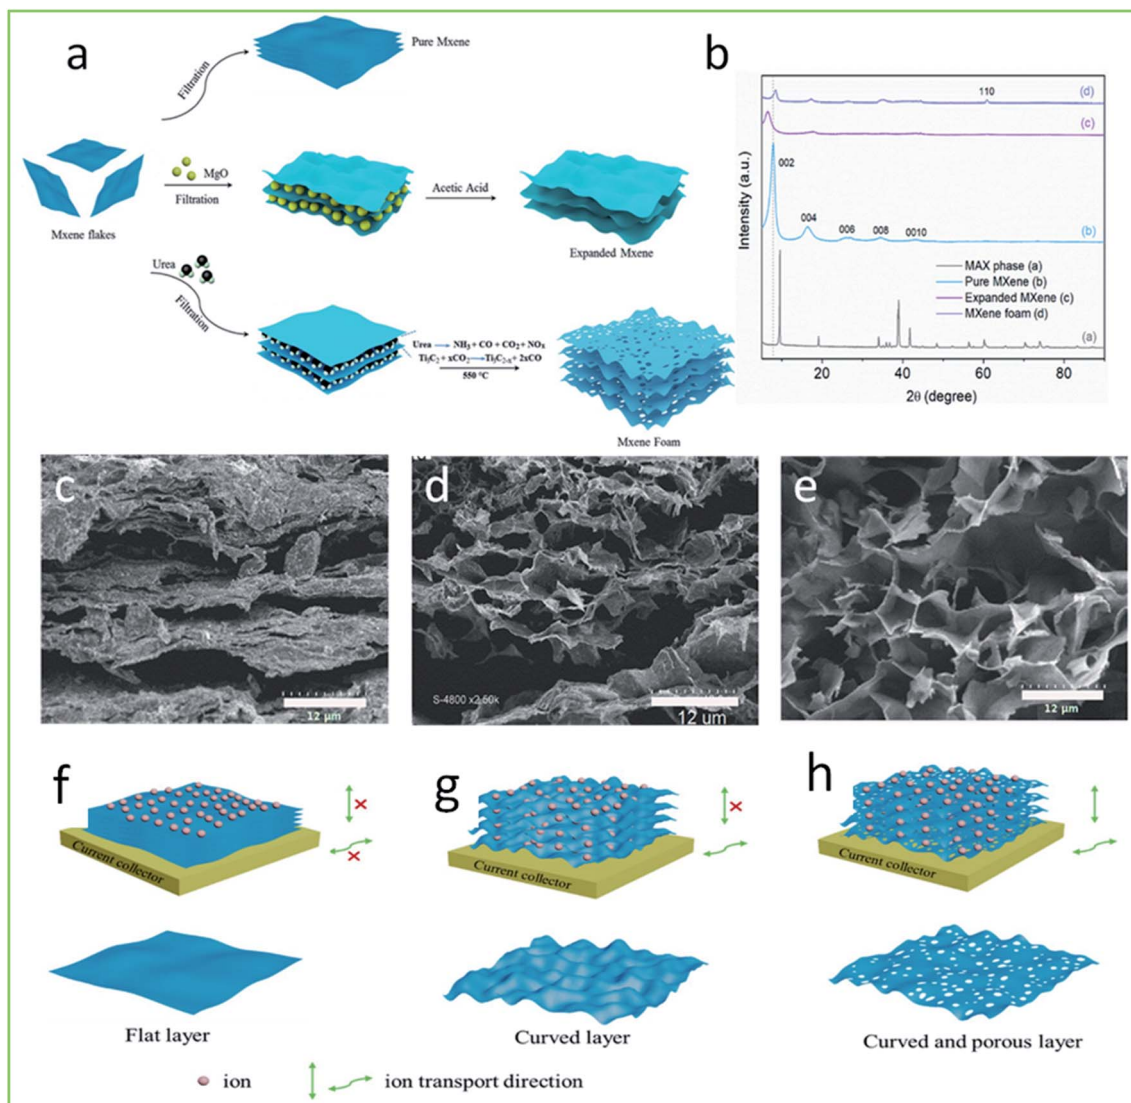 a
Pure Mxene
Filtration
Mxene flakes
MgO
Filtration
Acetic Acid
Expanded Mxene
Urea
Filtration
Urea → NH3 + CO + CO2 + NOx
Ti3C2 + xCO2 → Ti3C2-x + 2xCO
550 °C
Mxene Foam
b
Intensity (a.u.)
110
(d)
(c)
002
004
006
008
0010
(b)
MAX phase (a)
Pure MXene (b)
Expanded MXene (c)
MXene foam (d)
(a)
20 40 60 80
2θ (degree)
c
12 µm
d
S-4800 x2.50k
12 um
e
12 µm
f
Current collector
Flat layer
g
Current collector
Curved layer
h
Current collector
Curved and porous layer
ion
ion transport direction